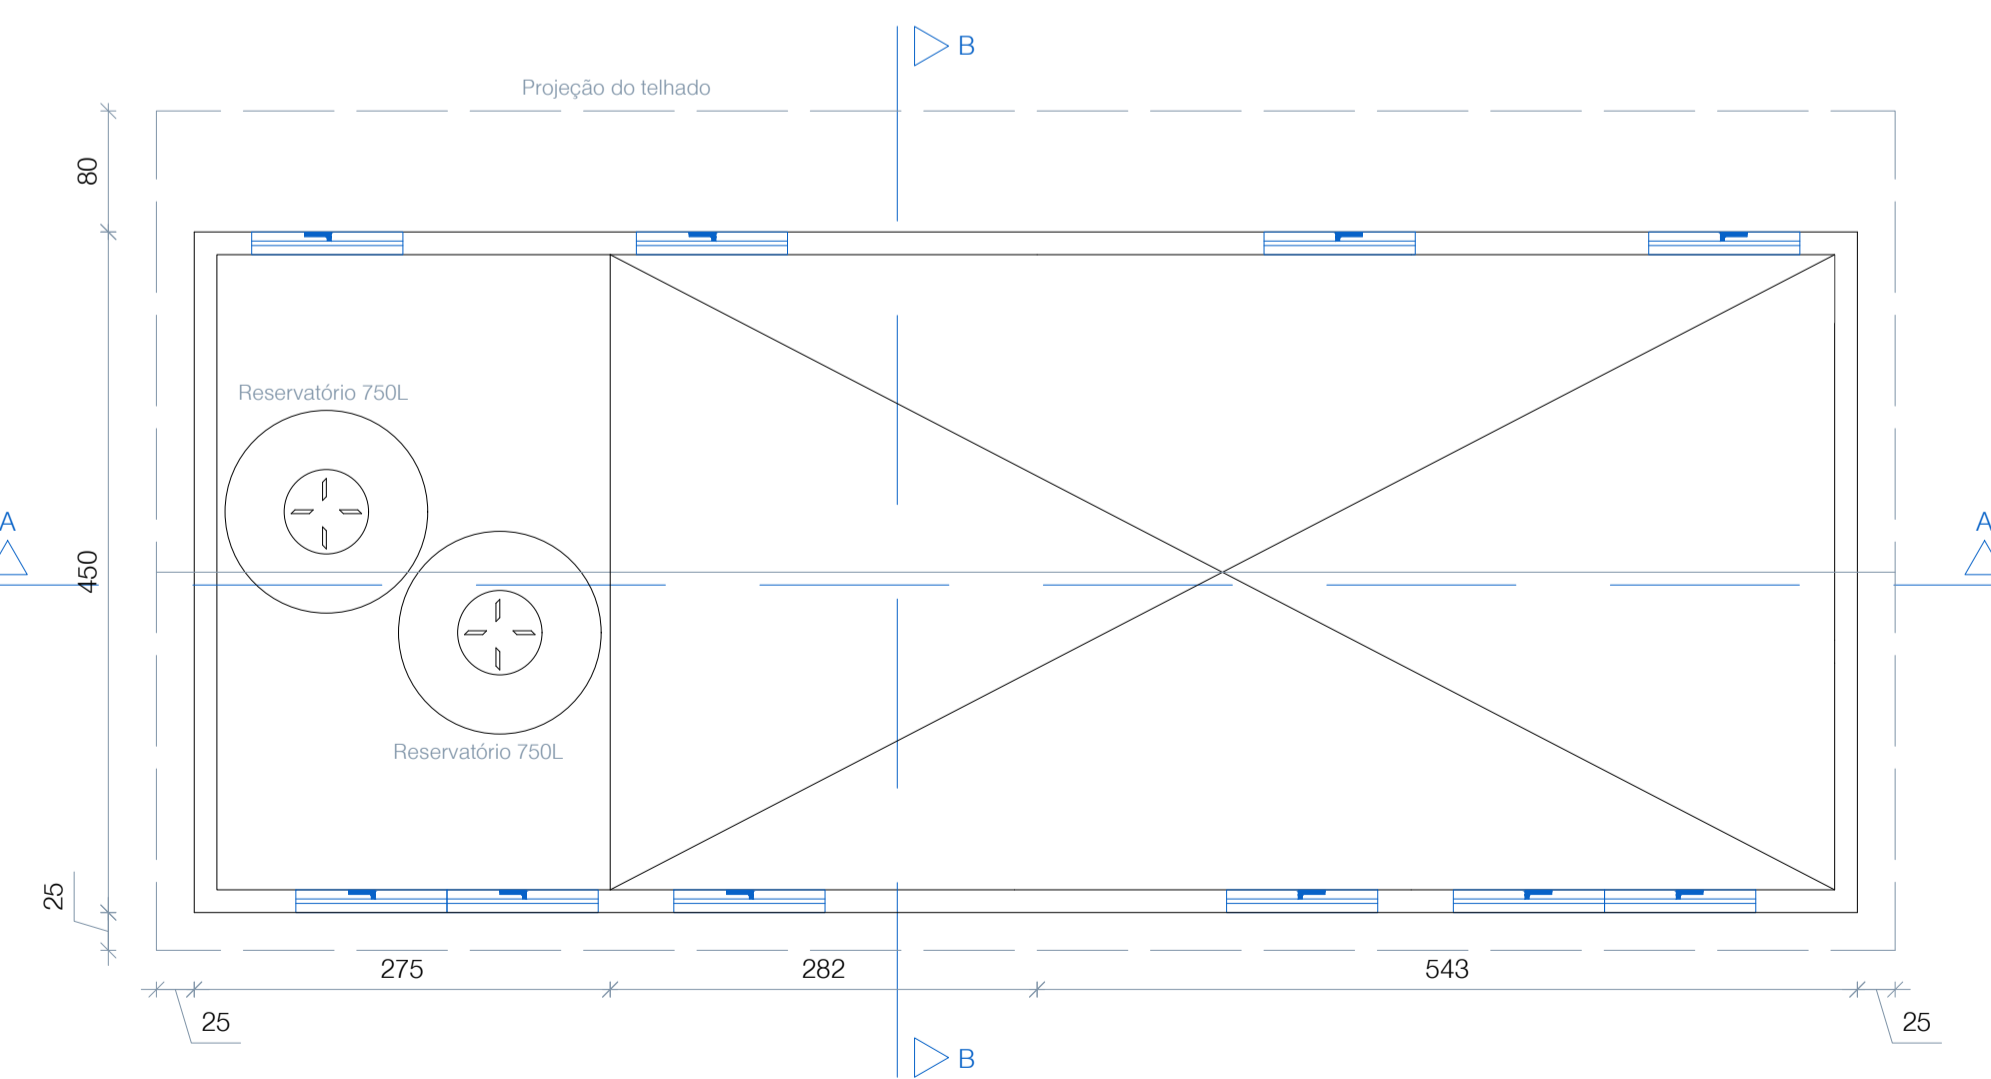 B
Projeção do telhado
80
Reservatório 750L
A
A
450
Reservatório 750L
25
275
282
543
25
25
B